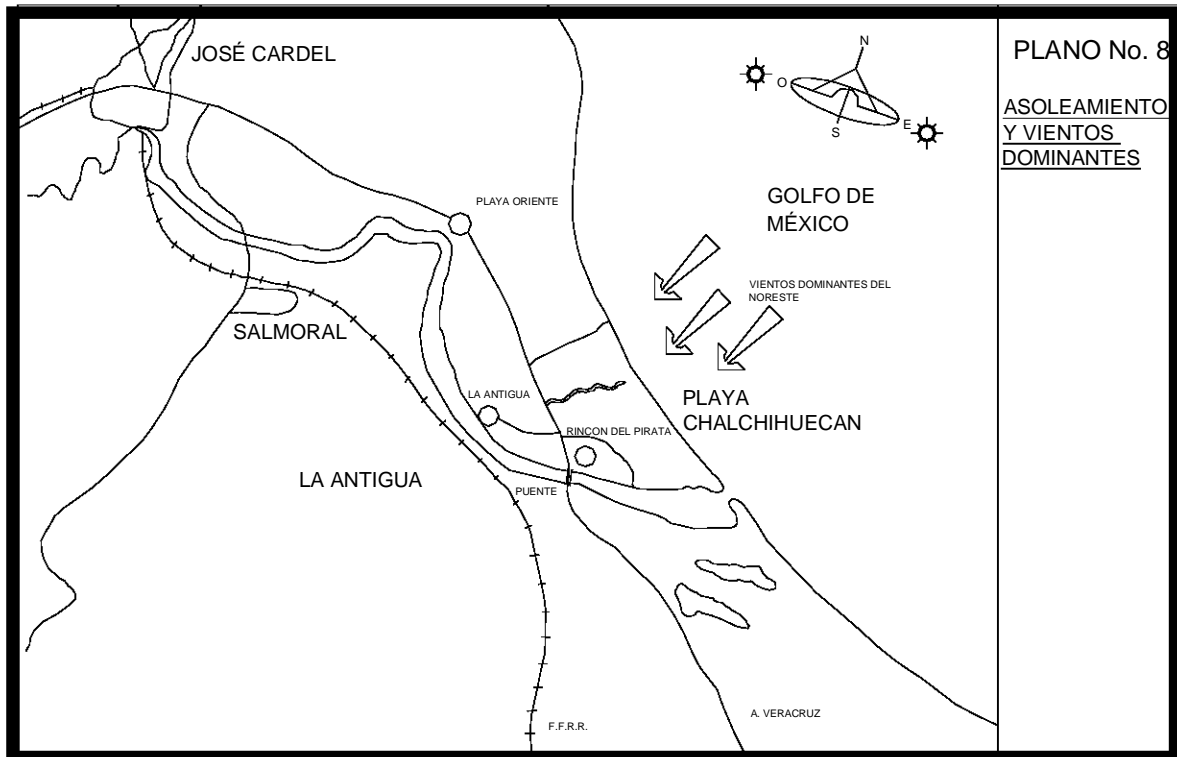 JOSÉ CARDEL
N
O
S
E
PLANO No. 8
ASOLEAMIENTO
Y VIENTOS
DOMINANTES
PLAYA ORIENTE
GOLFO DE
MÉXICO
VIENTOS DOMINANTES DEL
NORESTE
SALMORAL
LA ANTIGUA
PLAYA
CHALCHIHUECAN
RINCON DEL PIRATA
LA ANTIGUA
PUENTE
F.F.R.R.
A. VERACRUZ